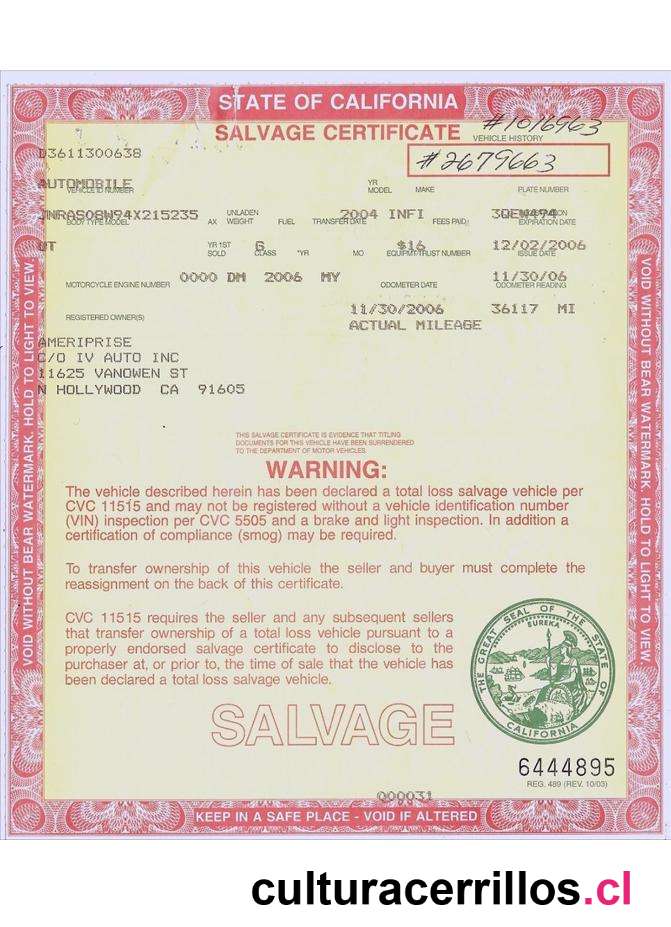 STATE OF CALIFORNIA
SALVAGE CERTIFICATE
#1016963
VEHICLE HISTORY
D3611300638
#2679663
AUTOMOBILE
VEHICLE ID NUMBER YR MODEL MAKE PLATE NUMBER
JNRAS08W94X215235 2004 INFI
BODY TYPE MODEL AX UNLADEN WEIGHT FUEL TRANSFER DATE FEES PAID EXPIRATION DATE
UT G $16 12/02/2006
YR 1ST SOLD CLASS *YR MO EQUIPMT/TRUST NUMBER ISSUE DATE
0000 DM 2006 MY 11/30/06
MOTORCYCLE ENGINE NUMBER ODOMETER DATE ODOMETER READING
11/30/2006 36117 MI
REGISTERED OWNER(S)
ACTUAL MILEAGE
AMERIPRISE
C/O IV AUTO INC
11625 VANOWEN ST
N HOLLYWOOD CA 91605
THIS SALVAGE CERTIFICATE IS EVIDENCE THAT TITLING
DOCUMENTS FOR THIS VEHICLE HAVE BEEN SURRENDERED
TO THE DEPARTMENT OF MOTOR VEHICLES.
WARNING:
The vehicle described herein has been declared a total loss salvage vehicle per
CVC 11515 and may not be registered without a vehicle identification number
(VIN) inspection per CVC 5505 and a brake and light inspection. In addition a
certification of compliance (smog) may be required.
To transfer ownership of this vehicle the seller and buyer must complete the
reassignment on the back of this certificate.
CVC 11515 requires the seller and any subsequent sellers
that transfer ownership of a total loss vehicle pursuant to a
properly endorsed salvage certificate to disclose to the
purchaser at, or prior to, the time of sale that the vehicle has
been declared a total loss salvage vehicle.
THE GREAT SEAL OF THE STATE OF CALIFORNIA
EUREKA
SALVAGE
6444895
REG. 489 (REV. 10/03)
000031
KEEP IN A SAFE PLACE - VOID IF ALTERED
VOID WITHOUT BEAR WATERMARK. HOLD TO LIGHT TO VIEW
VOID WITHOUT BEAR WATERMARK. HOLD TO LIGHT TO VIEW
culturacerrillos.cl